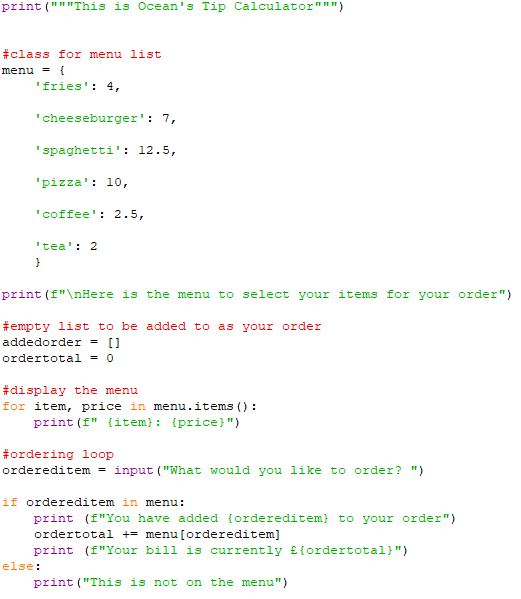 print("""This is Ocean's Tip Calculator""")
#class for menu list
menu = {
    'fries': 4,
    'cheeseburger': 7,
    'spaghetti': 12.5,
    'pizza': 10,
    'coffee': 2.5,
    'tea': 2
    }
print(f"\nHere is the menu to select your items for your order")
#empty list to be added to as your order
addedorder = []
ordertotal = 0
#display the menu
for item, price in menu.items():
    print(f" {item}: {price}")
#ordering loop
ordereditem = input("What would you like to order? ")
if ordereditem in menu:
    print (f"You have added {ordereditem} to your order")
    ordertotal += menu[ordereditem]
    print (f"Your bill is currently £{ordertotal}")
else:
    print("This is not on the menu")